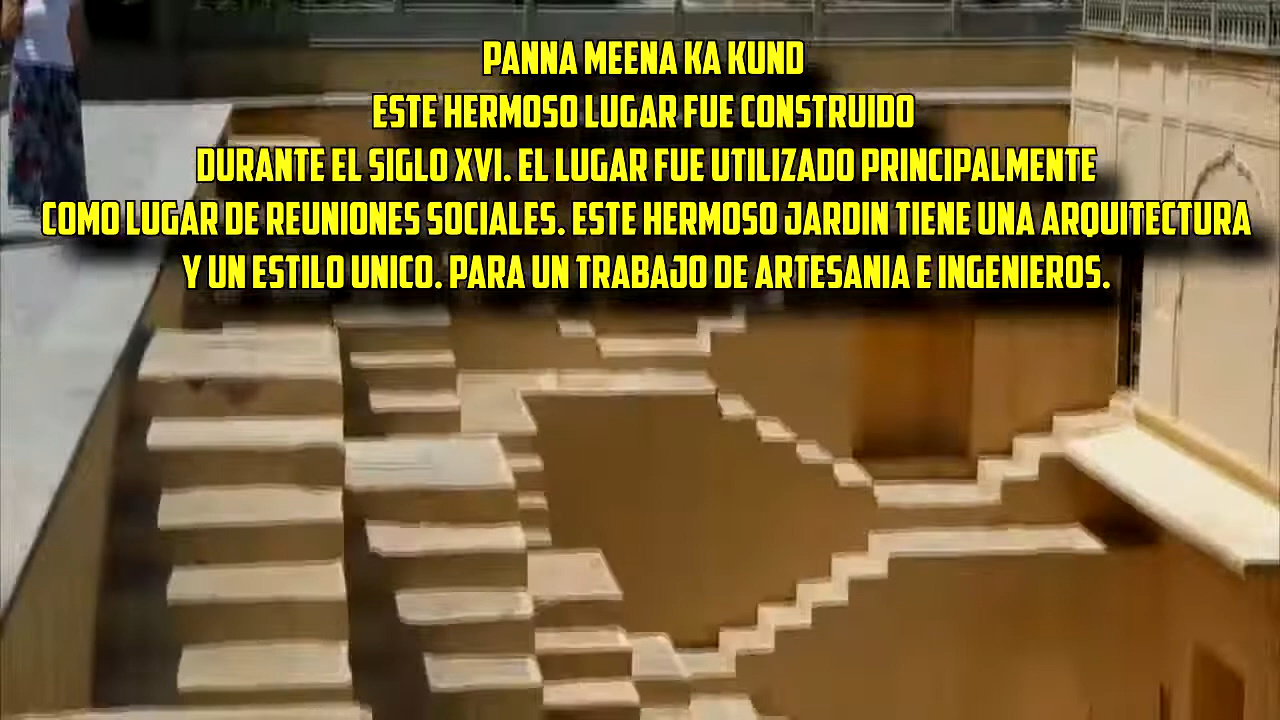 PANNA MEENA KA KUND
ESTE HERMOSO LUGAR FUE CONSTRUIDO
DURANTE EL SIGLO XVI. EL LUGAR FUE UTILIZADO PRINCIPALMENTE
COMO LUGAR DE REUNIONES SOCIALES. ESTE HERMOSO JARDIN TIENE UNA ARQUITECTURA
Y UN ESTILO UNICO. PARA UN TRABAJO DE ARTESANIA E INGENIEROS.